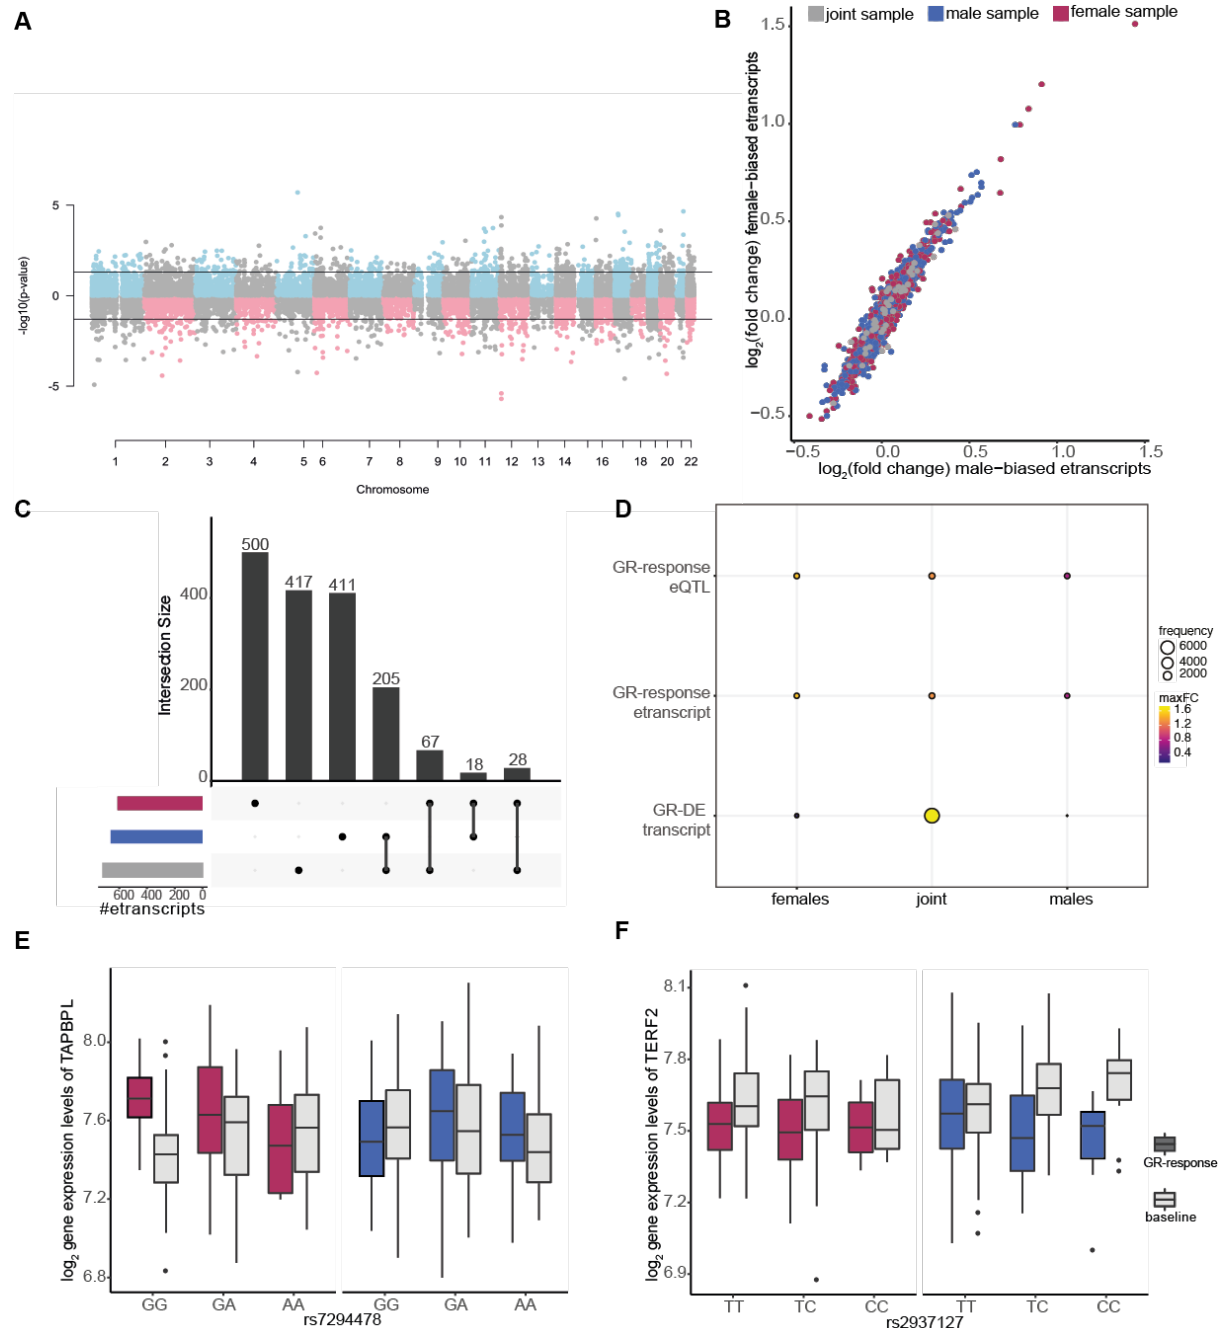 A
5
0
-5
-log10(p-value)
1 2 3 4 5 6 7 8 9 10 11 12 13 14 16 18 20 22
Chromosome
B
joint sample male sample female sample
1.5
1.0
0.5
0.0
−0.5
log2(fold change) female−biased etranscripts
−0.5 0.0 0.5 1.0 1.5
log2(fold change) male−biased etranscripts
C
500
417
411
205
67
18
28
400
200
0
Intersection Size
600 400 200 0
#etranscripts
D
GR-response
eQTL
GR-response
etranscript
GR-DE
transcript
females joint males
frequency
6000
4000
2000
maxFC
1.6
1.2
0.8
0.4
E
8.0
7.6
7.2
6.8
log2 gene expression levels of TAPBPL
GG GA AA GG GA AA
rs7294478
F
8.1
7.8
7.5
7.2
6.9
log2 gene expression levels of TERF2
TT TC CC TT TC CC
rs2937127
GR-response
baseline